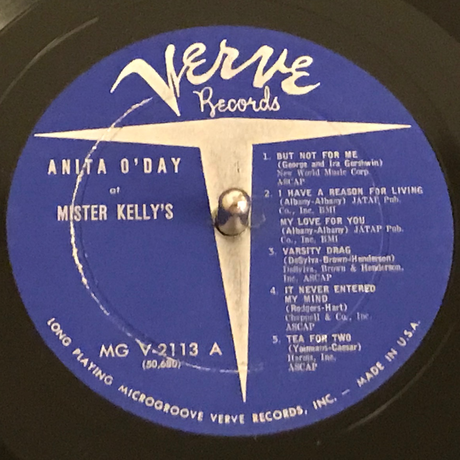 Verve
Records
ANITA O'DAY
at
MISTER KELLY'S
1. BUT NOT FOR ME
(George and Ira Gershwin)
New World Music Corp.
ASCAP
2. I HAVE A REASON FOR LIVING
(Albany-Albany) JATAP Pub.
Co., Inc. BMI
MY LOVE FOR YOU
(Albany-Albany) JATAP Pub.
Co., Inc. BMI
3. VARSITY DRAG
(DeSylva-Brown-Henderson)
DeSylva, Brown & Henderson,
Inc. ASCAP
4. IT NEVER ENTERED
MY MIND
(Rodgers-Hart)
Chappell & Co., Inc.
ASCAP
5. TEA FOR TWO
(Youmans-Caesar)
Harms, Inc.
ASCAP
MG V-2113 A
(50,680)
LONG PLAYING MICROGROOVE VERVE RECORDS, INC. — MADE IN U.S.A.